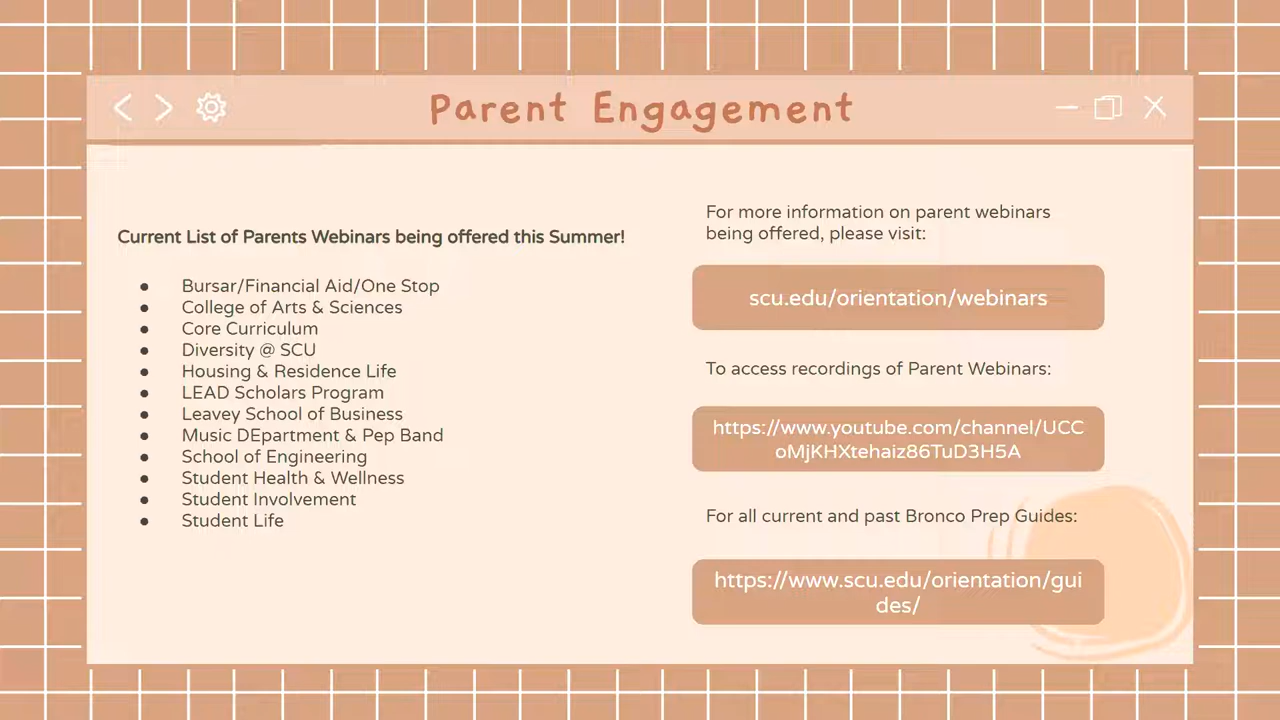 Parent Engagement
Current List of Parents Webinars being offered this Summer!
● Bursar/Financial Aid/One Stop
● College of Arts & Sciences
● Core Curriculum
● Diversity @ SCU
● Housing & Residence Life
● LEAD Scholars Program
● Leavey School of Business
● Music DEpartment & Pep Band
● School of Engineering
● Student Health & Wellness
● Student Involvement
● Student Life
For more information on parent webinars
being offered, please visit:
scu.edu/orientation/webinars
To access recordings of Parent Webinars:
https://www.youtube.com/channel/UCC
oMjKHXtehaiz86TuD3H5A
For all current and past Bronco Prep Guides:
https://www.scu.edu/orientation/gui
des/